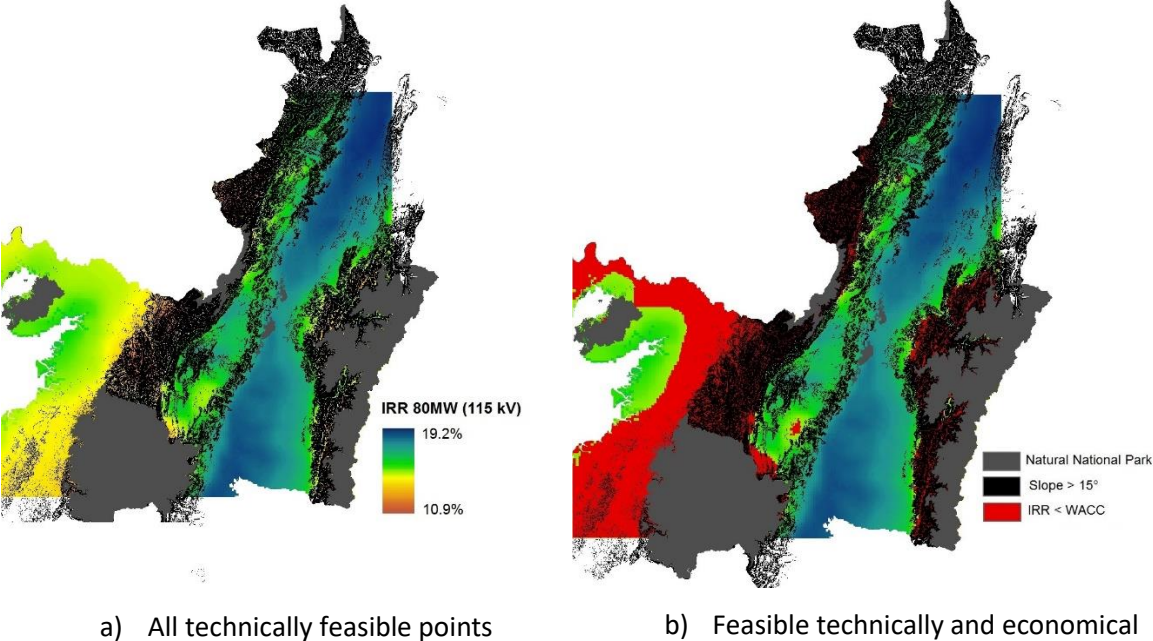 IRR 80MW (115 kV)
19.2%
10.9%
Natural National Park
Slope > 15°
IRR < WACC
a) All technically feasible points
b) Feasible technically and economical